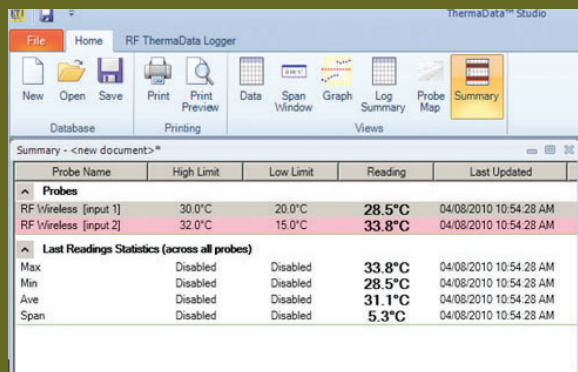 ThermaData™ Studio
File Home RF ThermaData Logger
New Open Save Print Print Preview Data Span Window Graph Log Summary Probe Map Summary
Database Printing Views
Summary - <new document>*
Probe Name High Limit Low Limit Reading Last Updated
Probes
RF Wireless [input 1] 30.0°C 20.0°C 28.5°C 04/08/2010 10:54:28 AM
RF Wireless [input 2] 32.0°C 15.0°C 33.8°C 04/08/2010 10:54:28 AM
Last Readings Statistics (across all probes)
Max Disabled Disabled 33.8°C 04/08/2010 10:54:28 AM
Min Disabled Disabled 28.5°C 04/08/2010 10:54:28 AM
Ave Disabled Disabled 31.1°C 04/08/2010 10:54:28 AM
Span Disabled Disabled 5.3°C 04/08/2010 10:54:28 AM